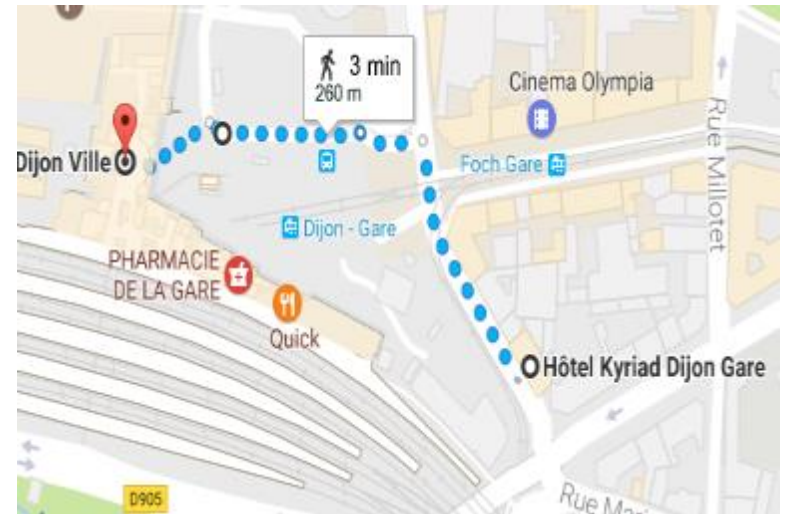 3 min
260 m
Cinema Olympia
Rue Millotet
Dijon Ville
Foch Gare
Dijon - Gare
PHARMACIE
DE LA GARE
Quick
Hôtel Kyriad Dijon Gare
D905
Rue